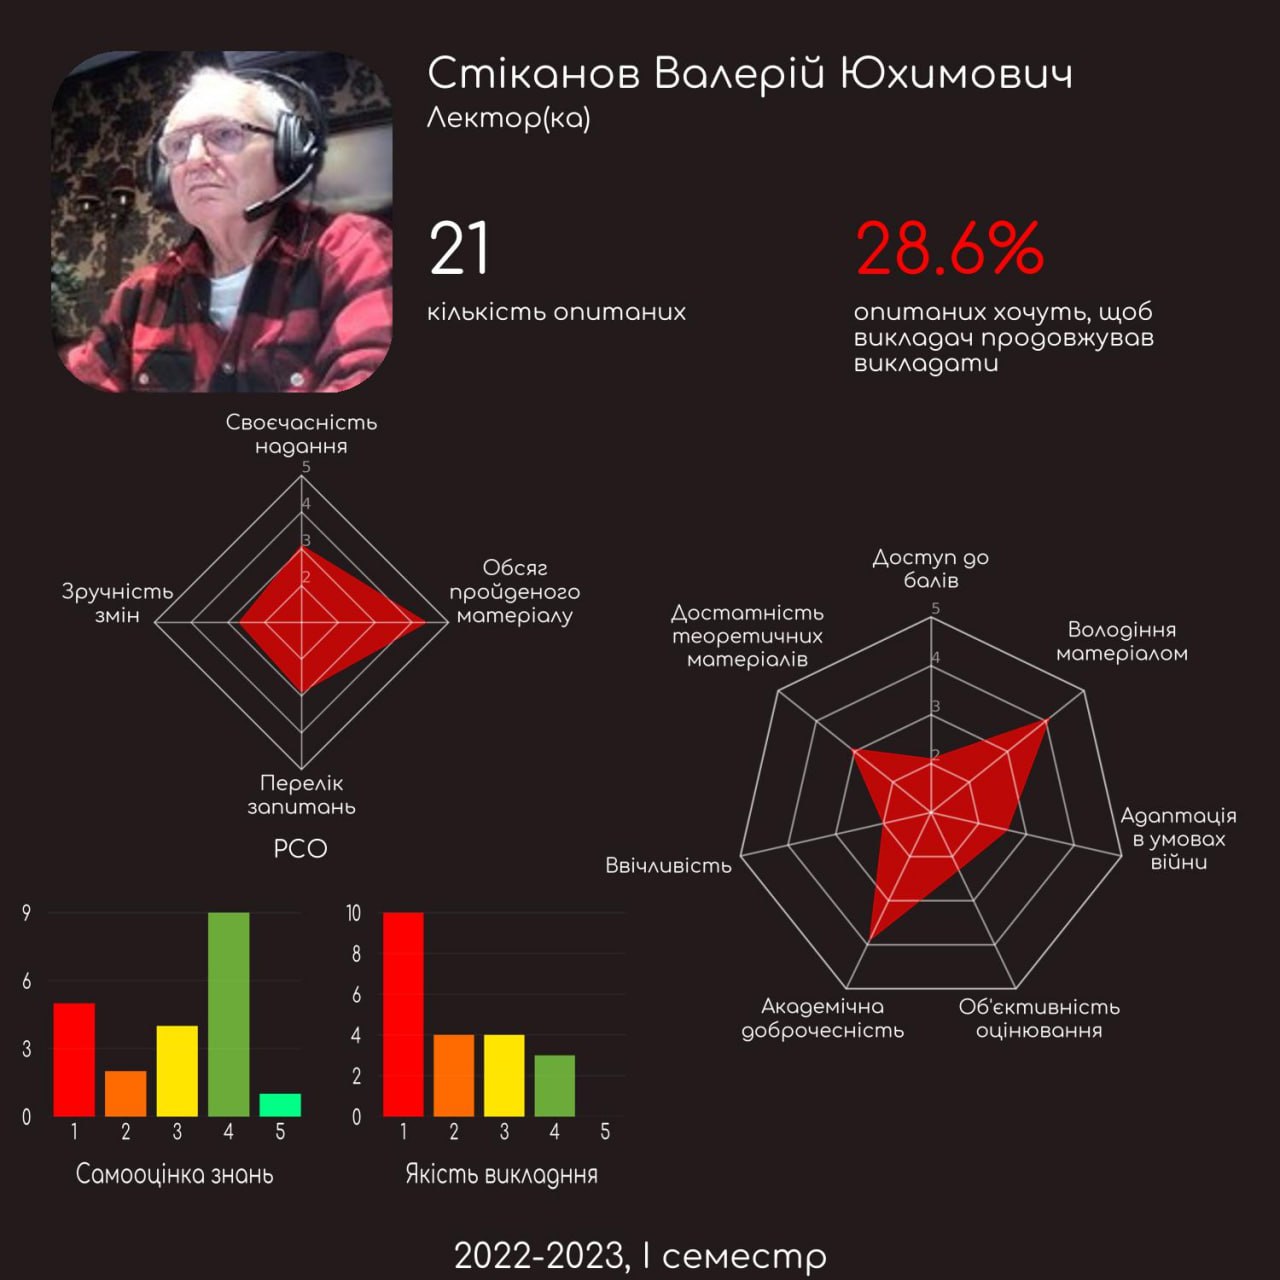 Стіканов Валерій Юхимович
Лектор(ка)
21
кількість опитаних
28.6%
опитаних хочуть, щоб
викладач продовжував
викладати
Своєчасність
надання
5
4
3
2
Зручність
змін
Обсяг
пройденого
матеріалу
Перелік
запитань
РСО
Доступ до
балів
5
4
3
2
Достатність
теоретичних
матеріалів
Володіння
матеріалом
Ввічливість
Адаптація
в умовах
війни
Академічна
доброчесність
Об'єктивність
оцінювання
9
6
3
0
1 2 3 4 5
Самооцінка знань
10
8
6
4
2
0
1 2 3 4 5
Якість викладння
2022-2023, І семестр